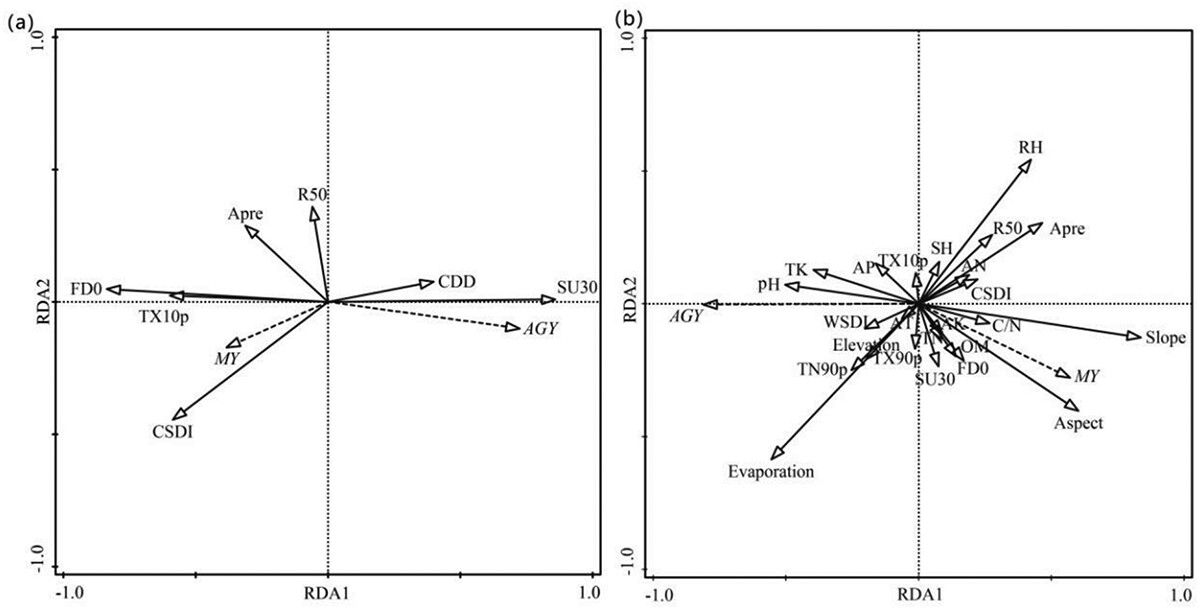 (a)
1.0
R50
Apre
CDD
FD0
SU30
RDA2
TX10p
AGY
MY
CSDI
-1.0
-1.0
RDA1
1.0
(b)
1.0
RH
R50
Apre
SH
TX10p
AN
AP
TK
pH
CSDI
RDA2
AGY
WSDI
AT
AK
C/N
Slope
Elevation
TN
OM
TX90p
TN90p
FD0
SU30
MY
Aspect
Evaporation
-1.0
-1.0
RDA1
1.0